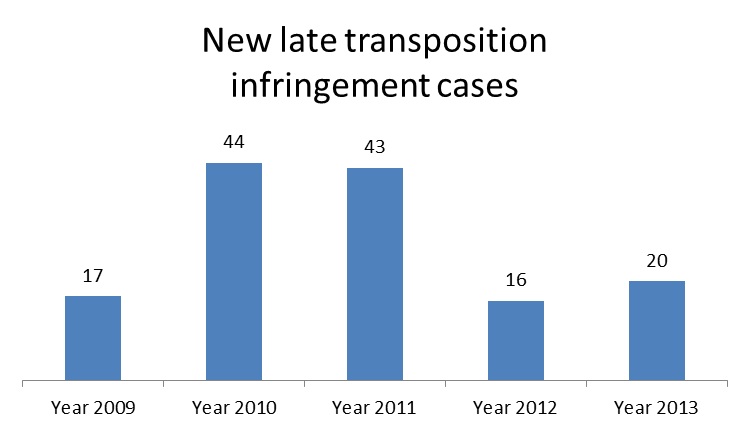 New late transposition
infringement cases
44
43
17
16
20
Year 2009
Year 2010
Year 2011
Year 2012
Year 2013